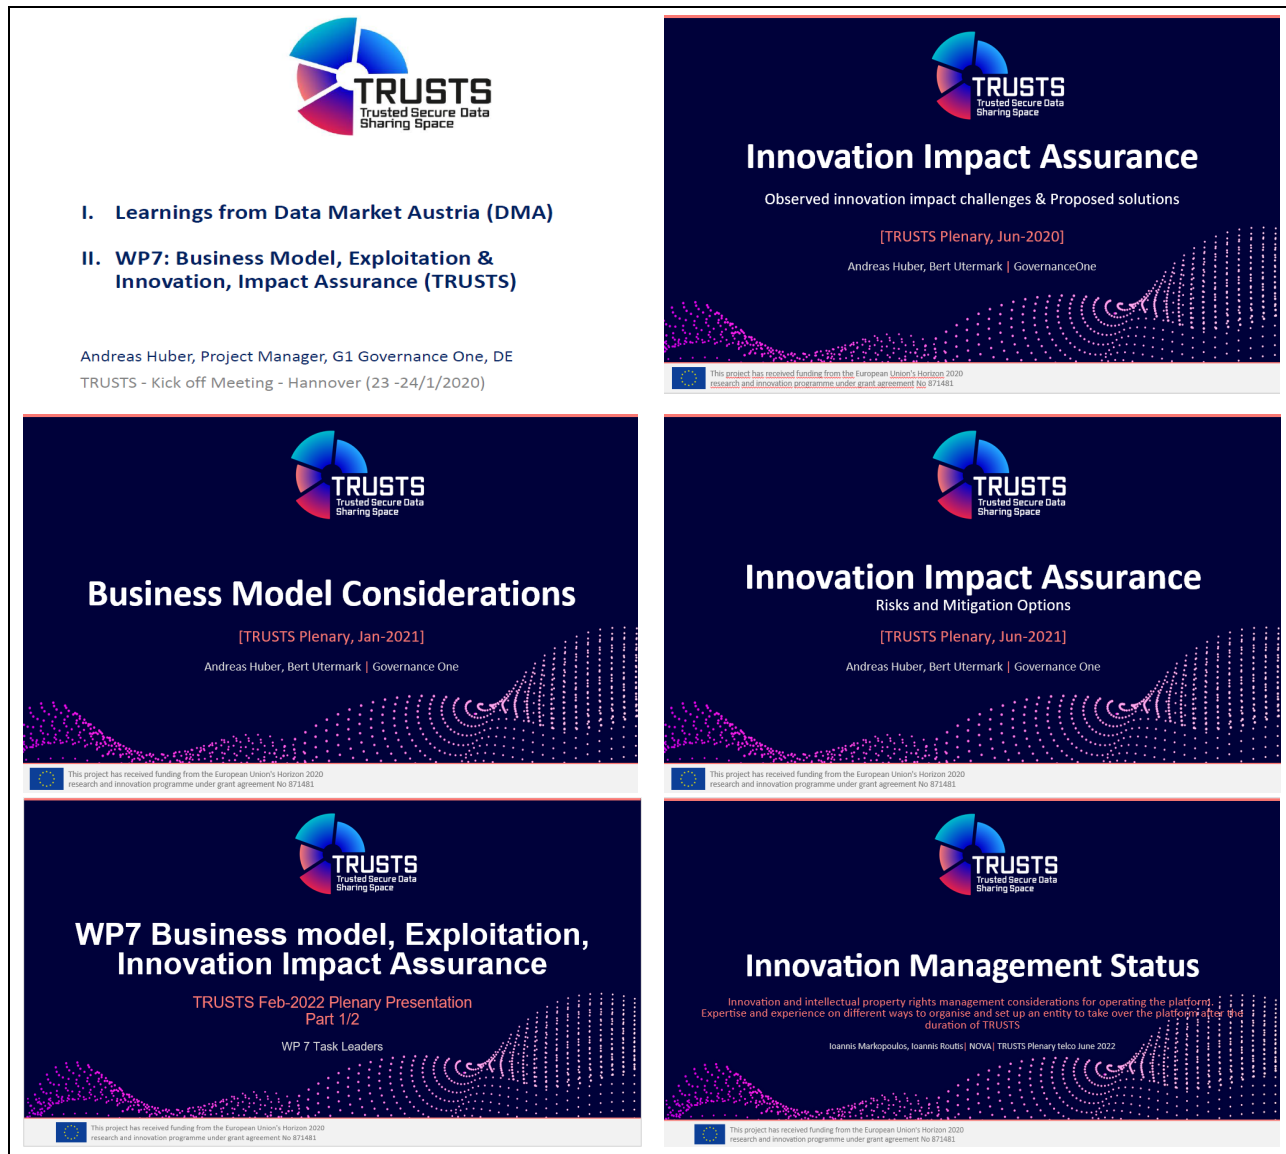 TRUSTS
Trusted Secure Data
Sharing Space
I. Learnings from Data Market Austria (DMA)
II. WP7: Business Model, Exploitation &
Innovation, Impact Assurance (TRUSTS)
Andreas Huber, Project Manager, G1 Governance One, DE
TRUSTS - Kick off Meeting - Hannover (23 -24/1/2020)
TRUSTS
Trusted Secure Data
Sharing Space
Innovation Impact Assurance
Observed innovation impact challenges & Proposed solutions
[TRUSTS Plenary, Jun-2020]
Andreas Huber, Bert Utermark | GovernanceOne
This project has received funding from the European Union's Horizon 2020
research and innovation programme under grant agreement No 871481
TRUSTS
Trusted Secure Data
Sharing Space
Business Model Considerations
[TRUSTS Plenary, Jan-2021]
Andreas Huber, Bert Utermark | Governance One
This project has received funding from the European Union's Horizon 2020
research and innovation programme under grant agreement No 871481
TRUSTS
Trusted Secure Data
Sharing Space
Innovation Impact Assurance
Risks and Mitigation Options
[TRUSTS Plenary, Jun-2021]
Andreas Huber, Bert Utermark | Governance One
This project has received funding from the European Union's Horizon 2020
research and innovation programme under grant agreement No 871481
TRUSTS
Trusted Secure Data
Sharing Space
WP7 Business model, Exploitation,
Innovation Impact Assurance
TRUSTS Feb-2022 Plenary Presentation
Part 1/2
WP 7 Task Leaders
This project has received funding from the European Union's Horizon 2020
research and innovation programme under grant agreement No 871481
TRUSTS
Trusted Secure Data
Sharing Space
Innovation Management Status
Innovation and intellectual property rights management considerations for operating the platform.
Expertise and experience on different ways to organise and set up an entity to take over the platform after the
duration of TRUSTS
Ioannis Markopoulos, Ioannis Routis| NOVA| TRUSTS Plenary telco June 2022
This project has received funding from the European Union's Horizon 2020
research and innovation programme under grant agreement No 871481